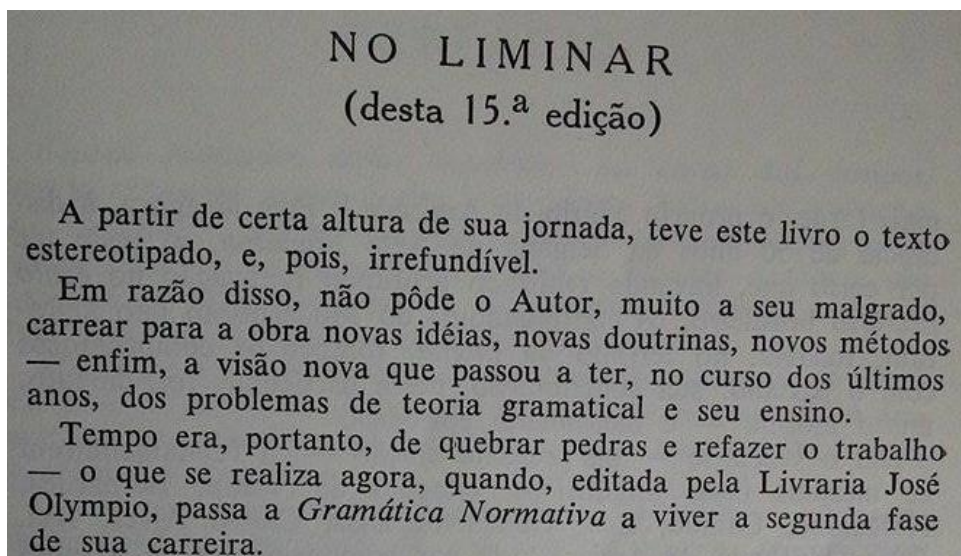 NO LIMINAR
(desta 15.ª edição)
A partir de certa altura de sua jornada, teve este livro o texto
estereotipado, e, pois, irrefundível.
Em razão disso, não pôde o Autor, muito a seu malgrado,
carrear para a obra novas idéias, novas doutrinas, novos métodos
— enfim, a visão nova que passou a ter, no curso dos últimos
anos, dos problemas de teoria gramatical e seu ensino.
Tempo era, portanto, de quebrar pedras e refazer o trabalho
— o que se realiza agora, quando, editada pela Livraria José
Olympio, passa a Gramática Normativa a viver a segunda fase
de sua carreira.